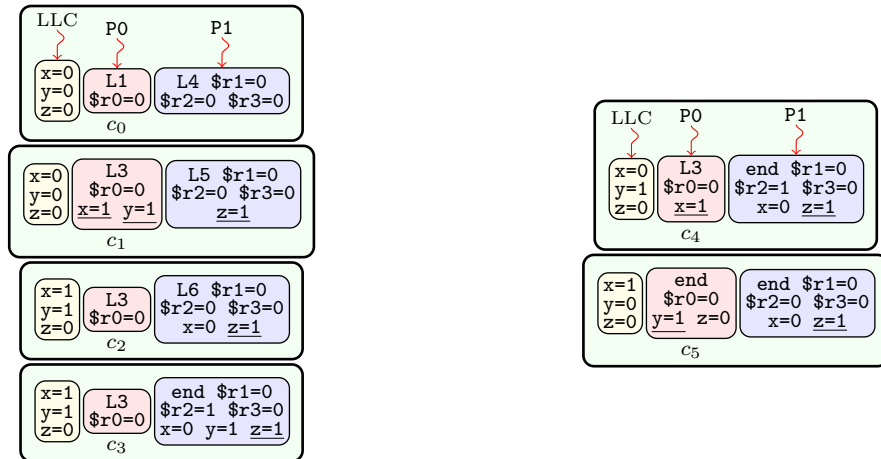 LLC P0 P1
x=0 y=0 z=0
L1 $r0=0
L4 $r1=0
$r2=0 $r3=0
c0
x=0 y=0 z=0
L3
$r0=0
x=1 y=1
L5 $r1=0
$r2=0 $r3=0
z=1
c1
x=1 y=1 z=0
L3
$r0=0
L6 $r1=0
$r2=0 $r3=0
x=0 z=1
c2
x=1 y=1 z=0
L3
$r0=0
end $r1=0
$r2=1 $r3=0
x=0 y=1 z=1
c3
LLC P0 P1
x=0 y=1 z=0
L3
$r0=0
x=1
end $r1=0
$r2=1 $r3=0
x=0 z=1
c4
x=1 y=0 z=0
end
$r0=0
y=1 z=0
end $r1=0
$r2=0 $r3=0
x=0 z=1
c5